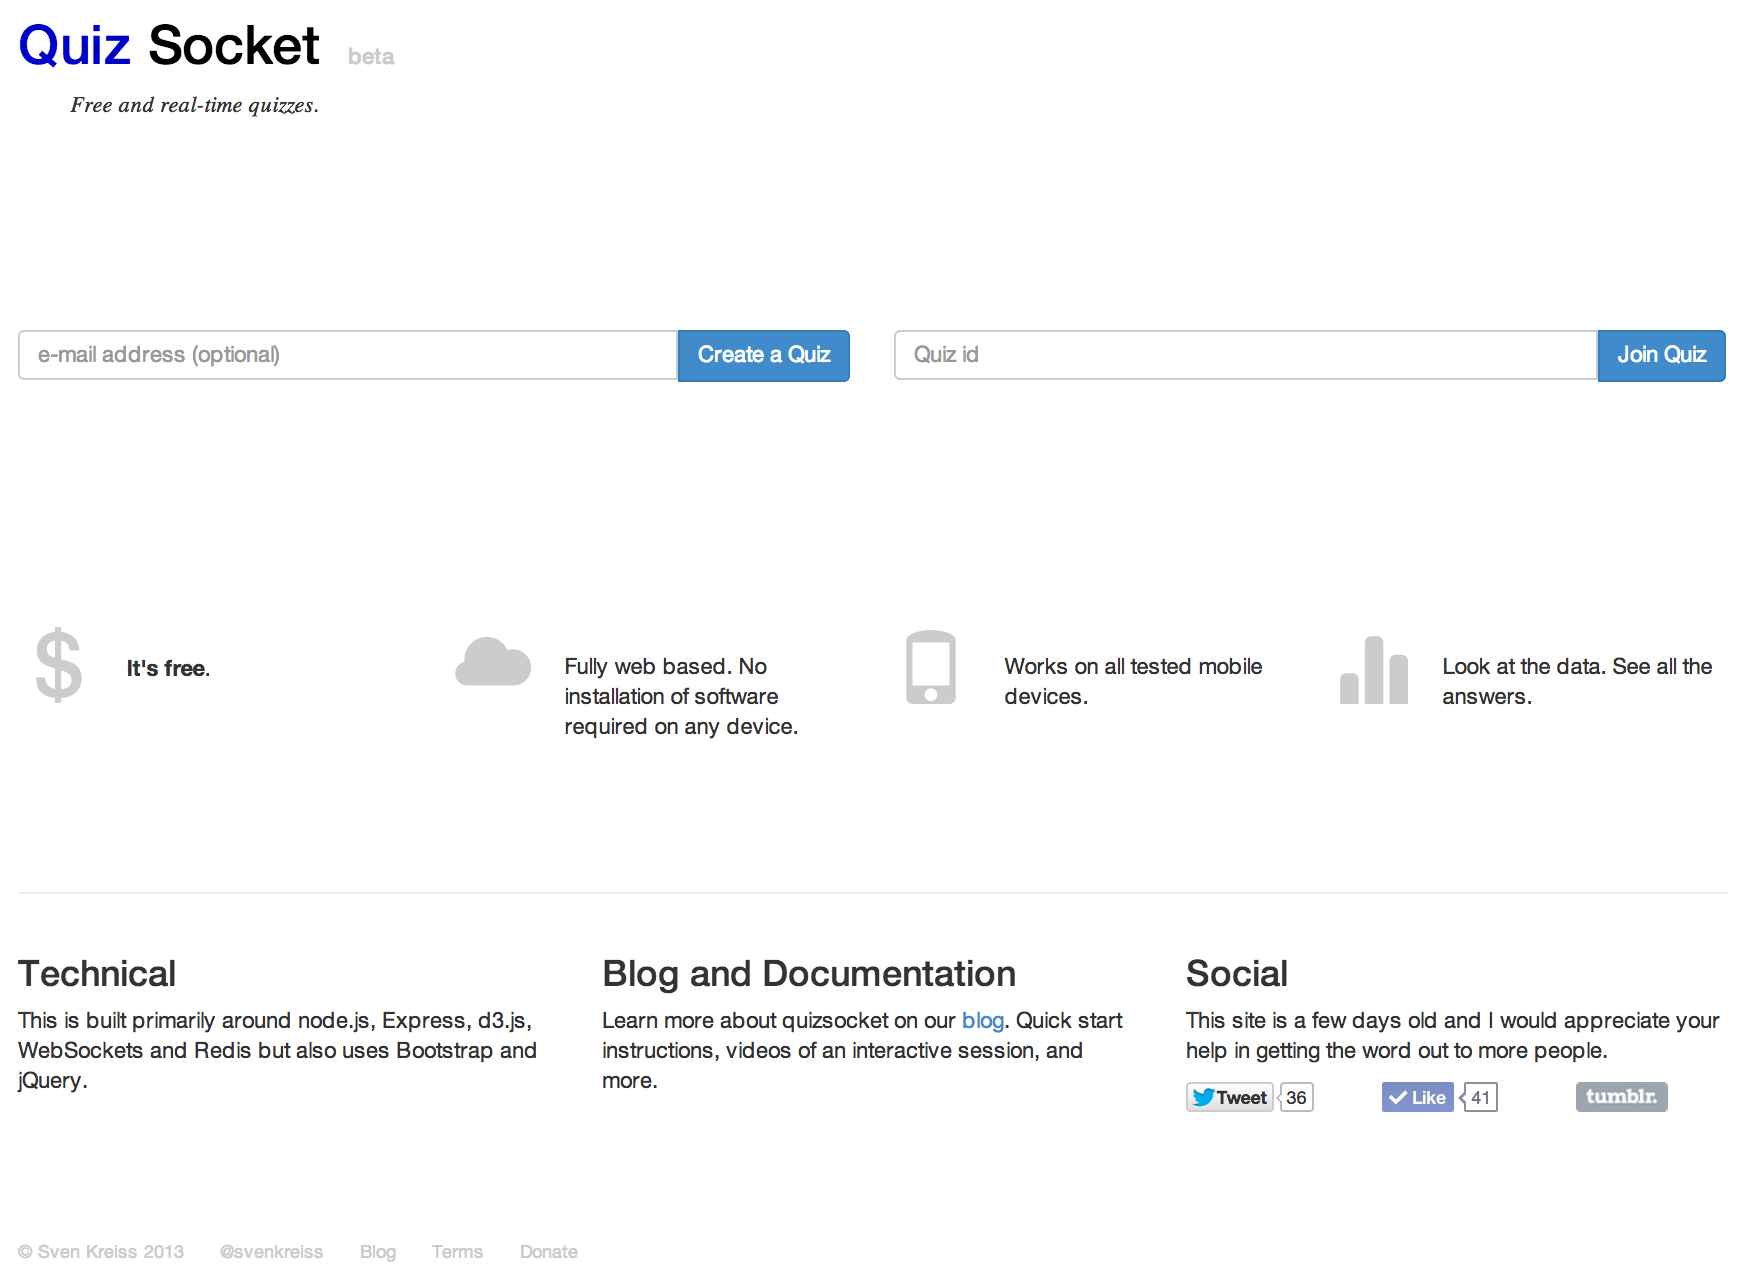 Quiz Socket beta
Free and real-time quizzes.
e-mail address (optional) Create a Quiz
Quiz id Join Quiz
$ It's free.
Fully web based. No
installation of software
required on any device.
Works on all tested mobile
devices.
Look at the data. See all the
answers.
Technical
This is built primarily around node.js, Express, d3.js,
WebSockets and Redis but also uses Bootstrap and
jQuery.
Blog and Documentation
Learn more about quizsocket on our blog. Quick start
instructions, videos of an interactive session, and
more.
Social
This site is a few days old and I would appreciate your
help in getting the word out to more people.
Tweet 36 Like 41 tumblr.
© Sven Kreiss 2013 @svenkreiss Blog Terms Donate